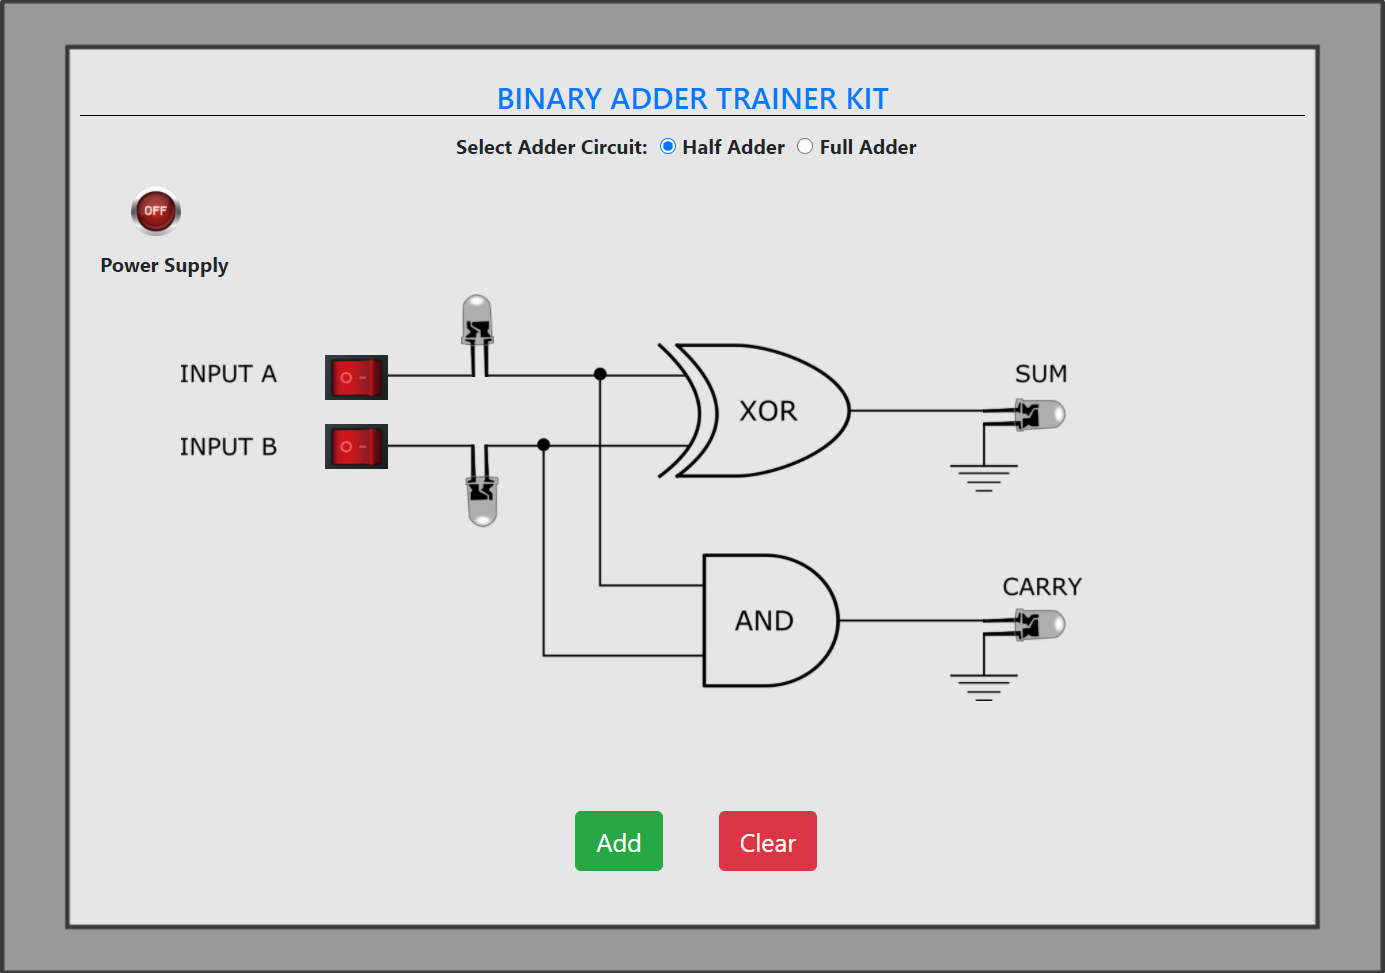 BINARY ADDER TRAINER KIT
Select Adder Circuit: Half Adder Full Adder
OFF
Power Supply
INPUT A
INPUT B
XOR
SUM
AND
CARRY
Add Clear